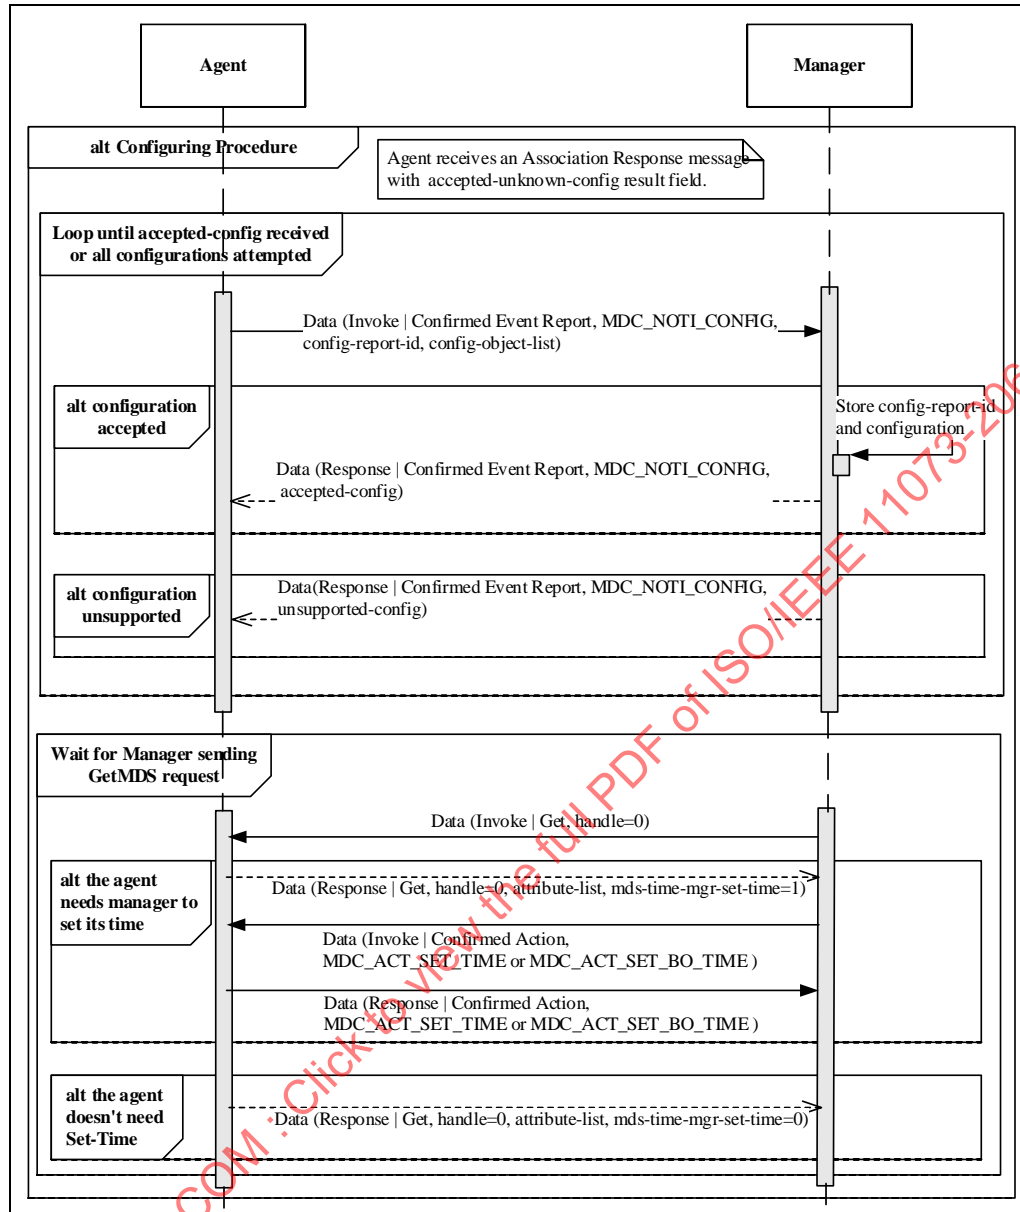 Agent
Manager
alt Configuring Procedure
Agent receives an Association Response message
with accepted-unknown-config result field.
Loop until accepted-config received
or all configurations attempted
Data (Invoke | Confirmed Event Report, MDC_NOTI_CONFIG,
config-report-id, config-object-list)
alt configuration
accepted
Store config-report-id
and configuration
Data (Response | Confirmed Event Report, MDC_NOTI_CONFIG,
accepted-config)
alt configuration
unsupported
Data(Response | Confirmed Event Report, MDC_NOTI_CONFIG,
unsupported-config)
Wait for Manager sending
GetMDS request
Data (Invoke | Get, handle=0)
alt the agent
needs manager to
set its time
Data (Response | Get, handle=0, attribute-list, mds-time-mgr-set-time=1)
Data (Invoke | Confirmed Action,
MDC_ACT_SET_TIME or MDC_ACT_SET_BO_TIME )
Data (Response | Confirmed Action,
MDC_ACT_SET_TIME or MDC_ACT_SET_BO_TIME )
alt the agent
doesn't need
Set-Time
Data (Response | Get, handle=0, attribute-list, mds-time-mgr-set-time=0)
COM : Click to view the full PDF of ISO/IEEE 11073-206